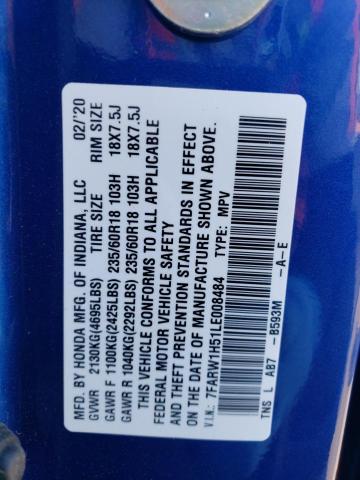 MFD. BY HONDA MFG. OF INDIANA, LLC 02/'20
GVWR 2130KG(4695LBS) TIRE SIZE RIM SIZE
GAWR F 1100KG(2425LBS) 235/60R18 103H 18X7.5J
GAWR R 1040KG(2292LBS) 235/60R18 103H 18X7.5J
THIS VEHICLE CONFORMS TO ALL APPLICABLE
FEDERAL MOTOR VEHICLE SAFETY
AND THEFT PREVENTION STANDARDS IN EFFECT
ON THE DATE OF MANUFACTURE SHOWN ABOVE.
V.I.N.: 7FARW1H51LE008484 TYPE: MPV
TNS L AB7 - B593M -A-E